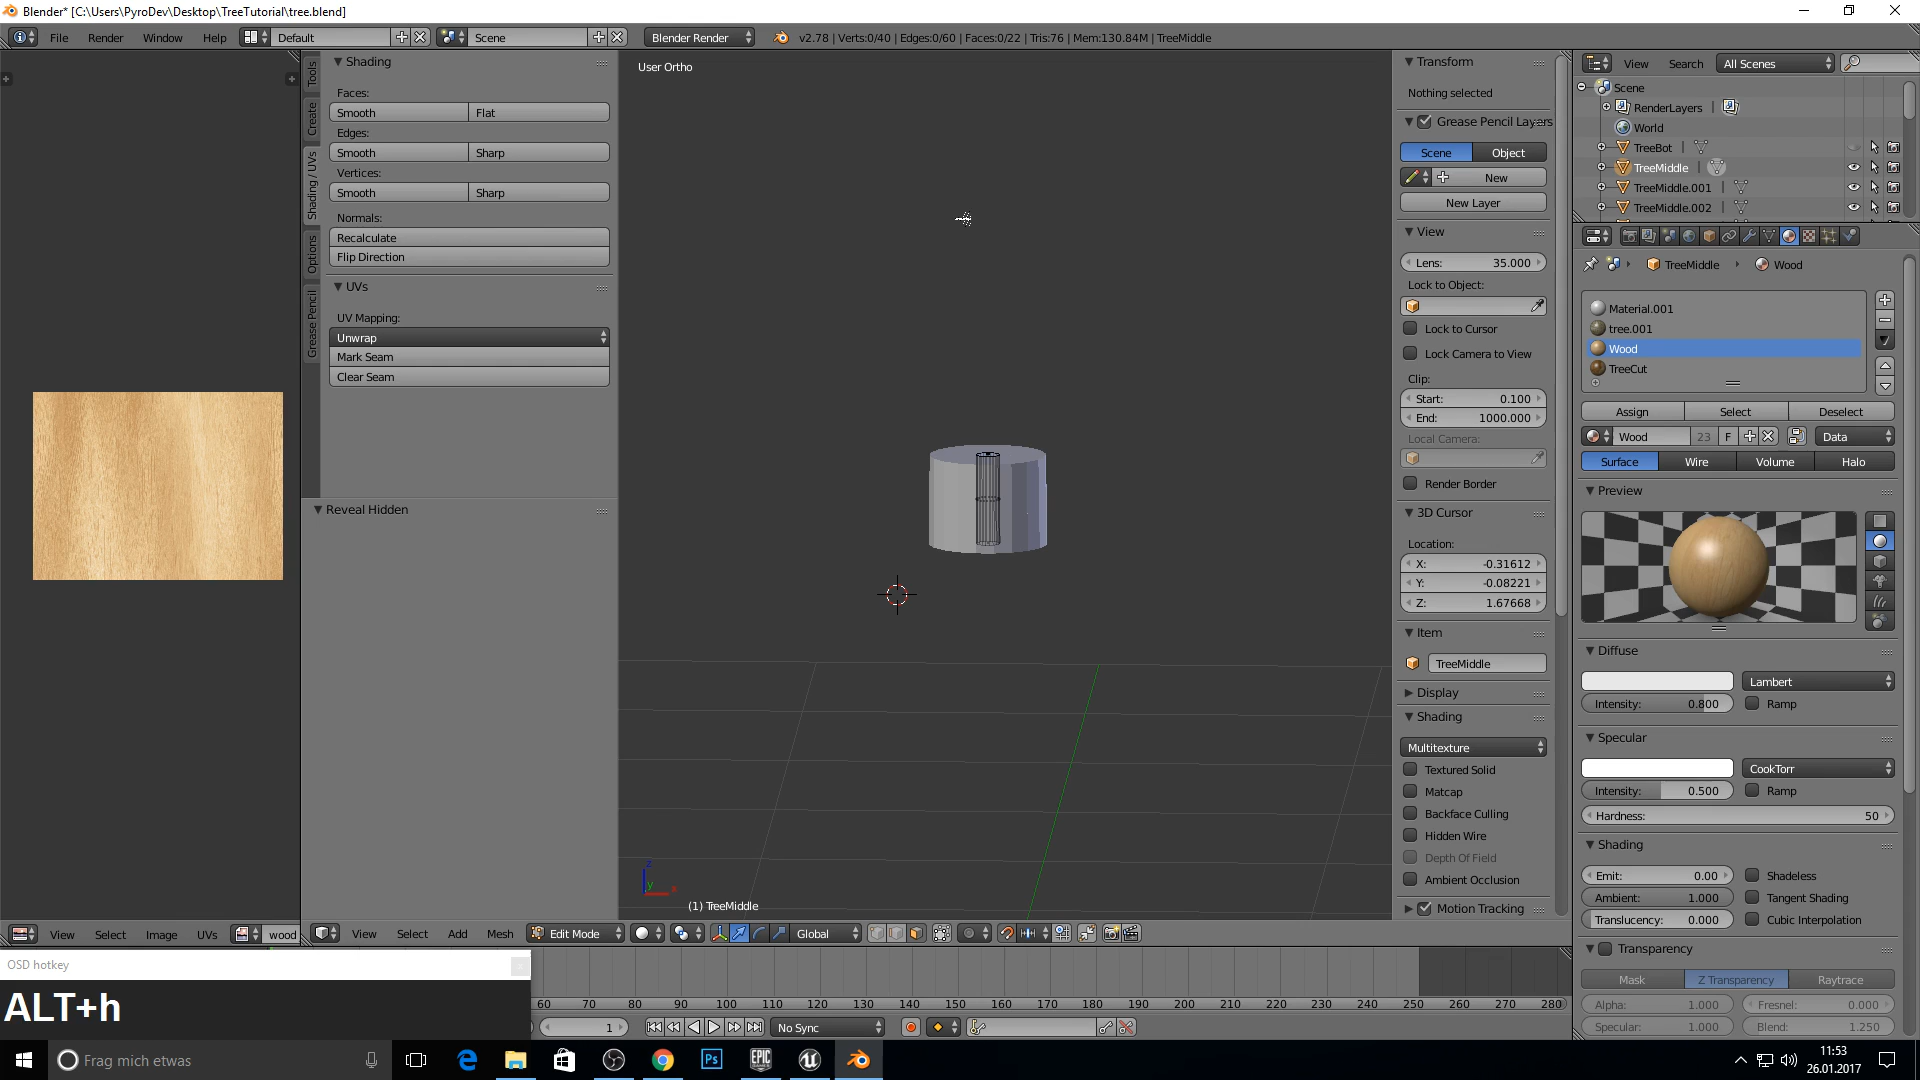 Blender* [C:\Users\PyroDev\Desktop\TreeTutorial\tree.blend]
File Render Window Help Default Scene Blender Render v2.78 | Verts:0/40 | Edges:0/60 | Faces:0/22 | Tris:76 | Mem:130.84M | TreeMiddle
Tools
Create
Shading / UVs
Options
Grease Pencil
Shading
Faces:
Smooth Flat
Edges:
Smooth Sharp
Vertices:
Smooth Sharp
Normals:
Recalculate
Flip Direction
UVs
UV Mapping:
Unwrap
Mark Seam
Clear Seam
Reveal Hidden
User Ortho
z
y
x
(1) TreeMiddle
Transform
Nothing selected
Grease Pencil Layers
Scene Object
New
New Layer
View
Lens: 35.000
Lock to Object:
Lock to Cursor
Lock Camera to View
Clip:
Start: 0.100
End: 1000.000
Local Camera:
Render Border
3D Cursor
Location:
X: -0.31612
Y: -0.08221
Z: 1.67668
Item
TreeMiddle
Display
Shading
Multitexture
Textured Solid
Matcap
Backface Culling
Hidden Wire
Depth Of Field
Ambient Occlusion
Motion Tracking
View Search All Scenes
Scene
RenderLayers |
World
TreeBot |
TreeMiddle |
TreeMiddle.001 |
TreeMiddle.002 |
TreeMiddle Wood
Material.001
tree.001
Wood
TreeCut
Assign Select Deselect
Wood 23 F Data
Surface Wire Volume Halo
Preview
Diffuse
Lambert
Intensity: 0.800 Ramp
Specular
CookTorr
Intensity: 0.500 Ramp
Hardness: 50
Shading
Emit: 0.00 Shadeless
Ambient: 1.000 Tangent Shading
Translucency: 0.000 Cubic Interpolation
Transparency
Mask Z Transparency Raytrace
Alpha: 1.000 Fresnel: 0.000
Specular: 1.000 Blend: 1.250
View Select Image UVs wood
View Select Add Mesh Edit Mode Global
OSD hotkey
ALT+h
60 70 80 90 100 110 120 130 140 150 160 170 180 190 200 210 220 230 240 250 260 270 280
1 No Sync
Frag mich etwas
Ps
EPIC GAMES
11:53
26.01.2017